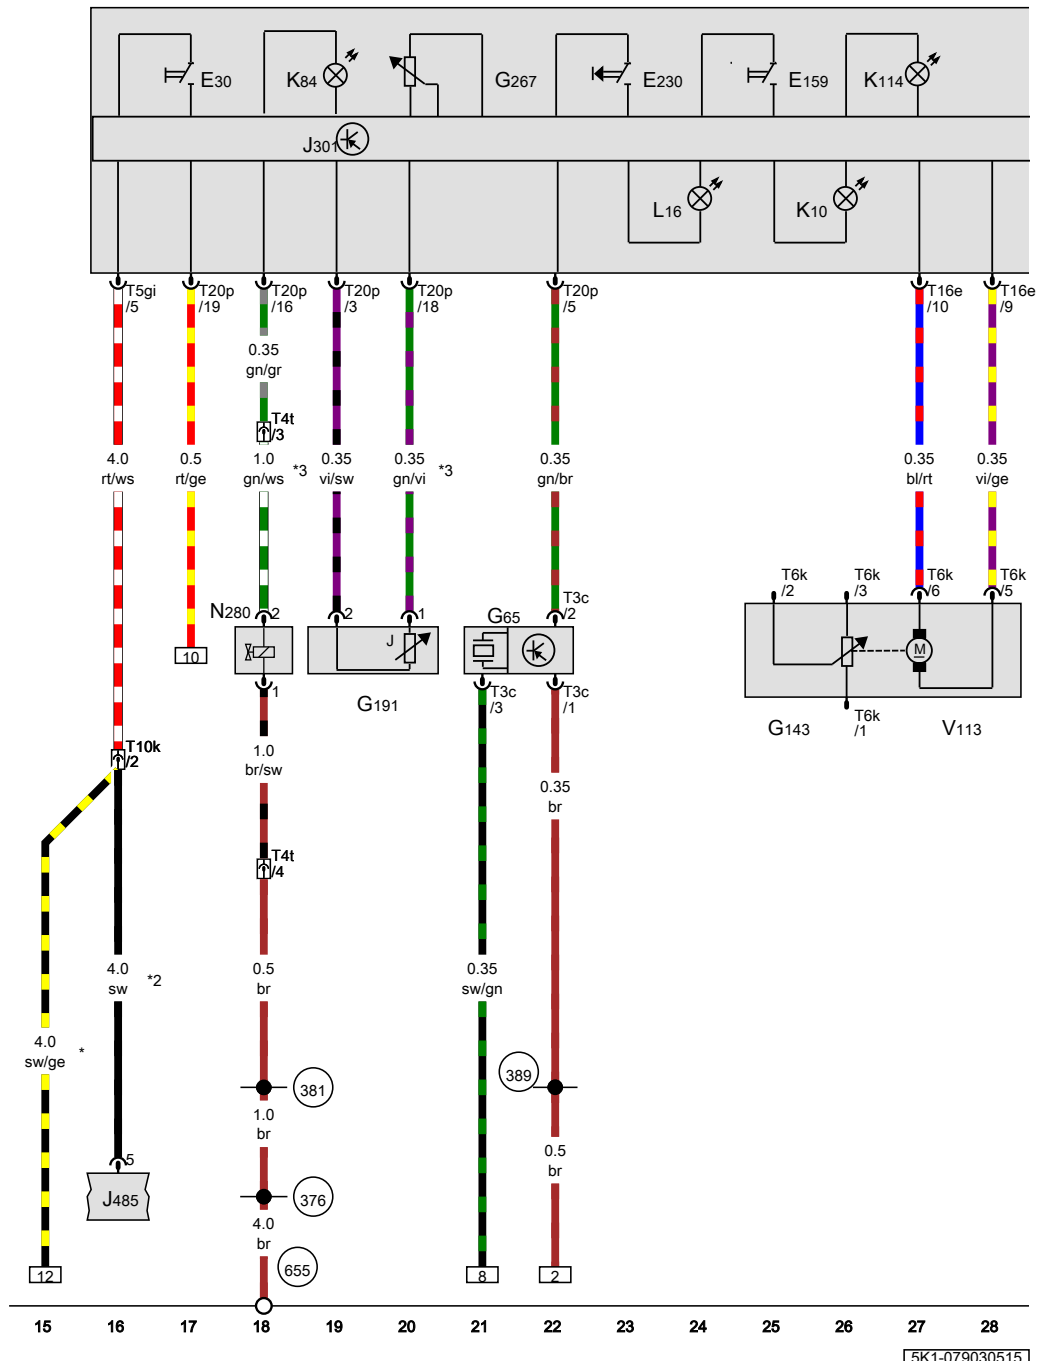 E30
K84
G267
E230
E159
K114
J301
L16
K10
T5gi
/5
T20p
/19
T20p
/16
T20p
/3
T20p
/18
T20p
/5
T16e
/10
T16e
/9
0.35
gn/gr
T4t
/3
4.0
rt/ws
0.5
rt/ge
1.0
gn/ws
*3
0.35
vi/sw
0.35
gn/vi
*3
0.35
gn/br
0.35
bl/rt
0.35
vi/ge
T6k
/2
T6k
/3
T6k
/6
T6k
/5
N280
2
2
1
G65
T3c
/2
J
M
10
1
G191
T3c
/3
T3c
/1
G143
T6k
/1
V113
T10k
/2
1.0
br/sw
0.35
br
T4t
/4
4.0
sw
*2
0.5
br
0.35
sw/gn
4.0
sw/ge
*
381
389
1.0
br
0.5
br
5
J485
376
4.0
br
655
12
8
2
15 16 17 18 19 20 21 22 23 24 25 26 27 28
5K1-079030515